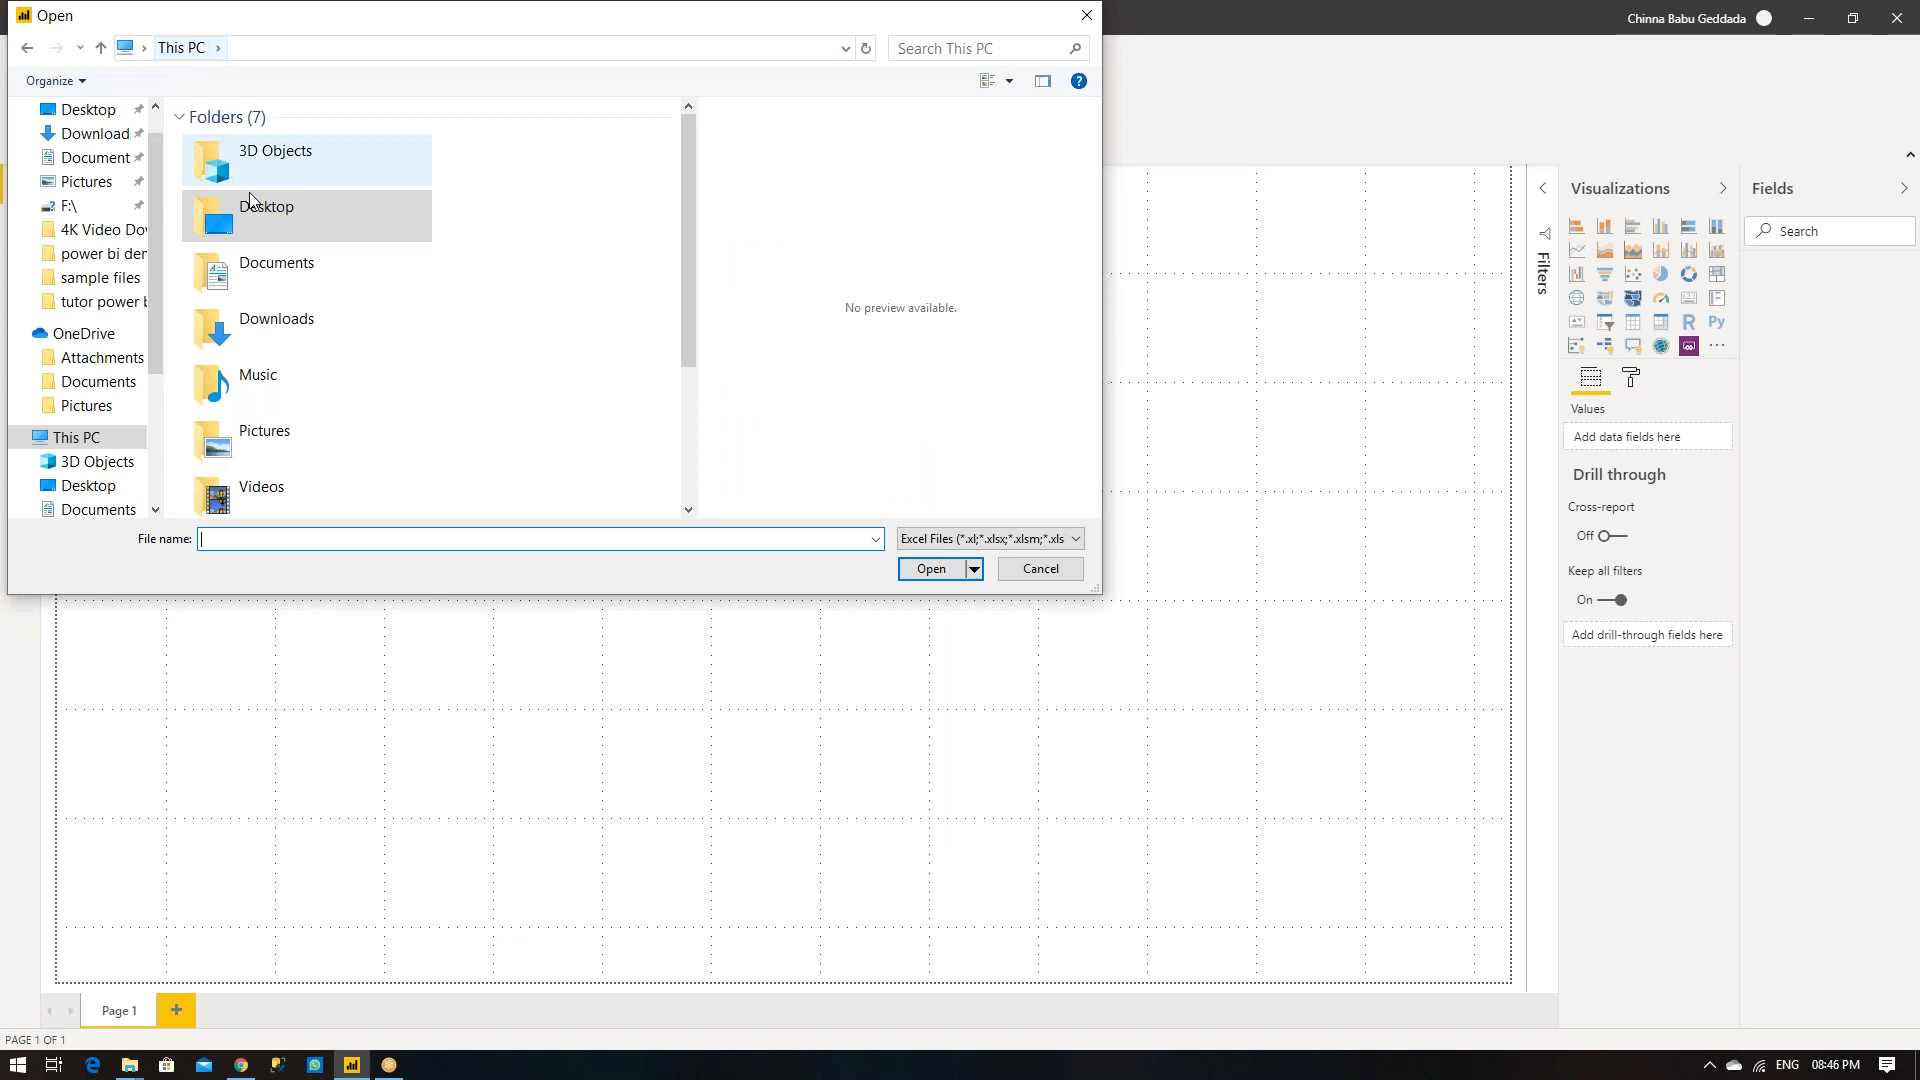 Open
Chinna Babu Geddada
This PC
Search This PC
Organize
Desktop
Download
Document
Pictures
F:\
4K Video Do
power bi der
sample files
tutor power b
OneDrive
Attachments
Documents
Pictures
This PC
3D Objects
Desktop
Documents
Folders (7)
3D Objects
Desktop
Documents
Downloads
Music
Pictures
Videos
No preview available.
File name:
Excel Files (*.xl;*.xlsx;*.xlsm;*.xls
Open
Cancel
Filters
Visualizations
R
Py
Values
Add data fields here
Drill through
Cross-report
Off
Keep all filters
On
Add drill-through fields here
Fields
Search
Page 1
PAGE 1 OF 1
ENG
08:46 PM